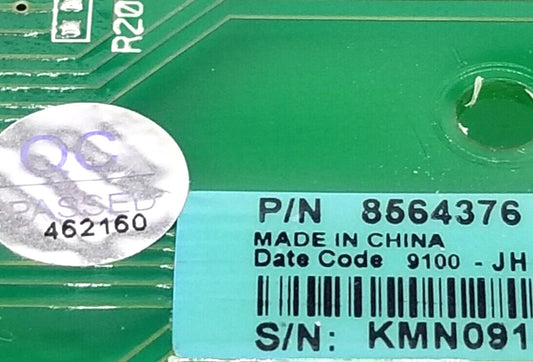 R20
QC
PASSED
462160
P/N 8564376
MADE IN CHINA
Date Code 9100 - JH
S/N: KMN091